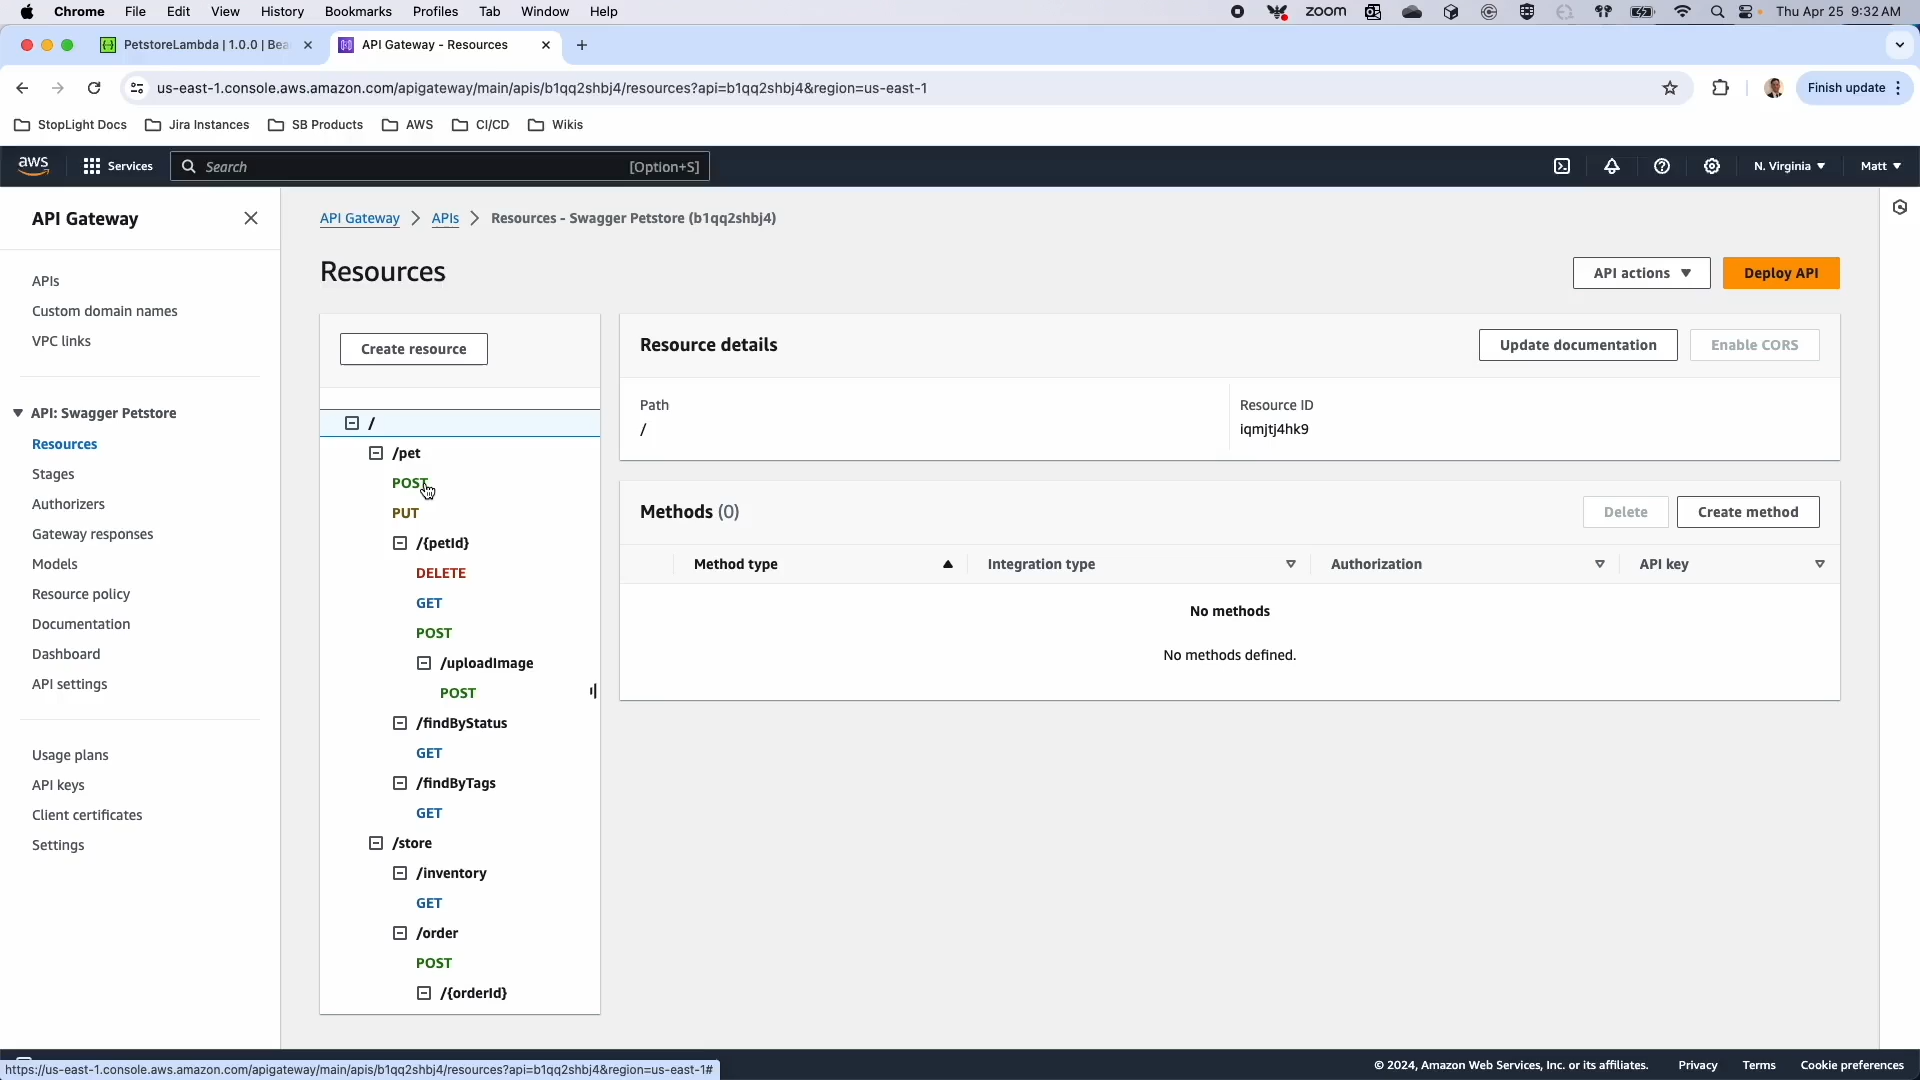 Chrome File Edit View History Bookmarks Profiles Tab Window Help
zoom
Thu Apr 25 9:32 AM
PetstoreLambda | 1.0.0 | Bea
API Gateway - Resources
us-east-1.console.aws.amazon.com/apigateway/main/apis/b1qq2shbj4/resources?api=b1qq2shbj4&region=us-east-1
Finish update
StopLight Docs
Jira Instances
SB Products
AWS
CI/CD
Wikis
aws
Services
Search
[Option+S]
N. Virginia
Matt
API Gateway
APIs
Custom domain names
VPC links
API: Swagger Petstore
Resources
Stages
Authorizers
Gateway responses
Models
Resource policy
Documentation
Dashboard
API settings
Usage plans
API keys
Client certificates
Settings
API Gateway > APIs > Resources - Swagger Petstore (b1qq2shbj4)
Resources
API actions
Deploy API
Create resource
/
/pet
POST
PUT
/{petId}
DELETE
GET
POST
/uploadImage
POST
/findByStatus
GET
/findByTags
GET
/store
/inventory
GET
/order
POST
/{orderId}
Resource details
Update documentation
Enable CORS
Path
/
Resource ID
iqmjtj4hk9
Methods (0)
Delete
Create method
Method type
Integration type
Authorization
API key
No methods
No methods defined.
https://us-east-1.console.aws.amazon.com/apigateway/main/apis/b1qq2shbj4/resources?api=b1qq2shbj4&region=us-east-1#
© 2024, Amazon Web Services, Inc. or its affiliates.
Privacy
Terms
Cookie preferences